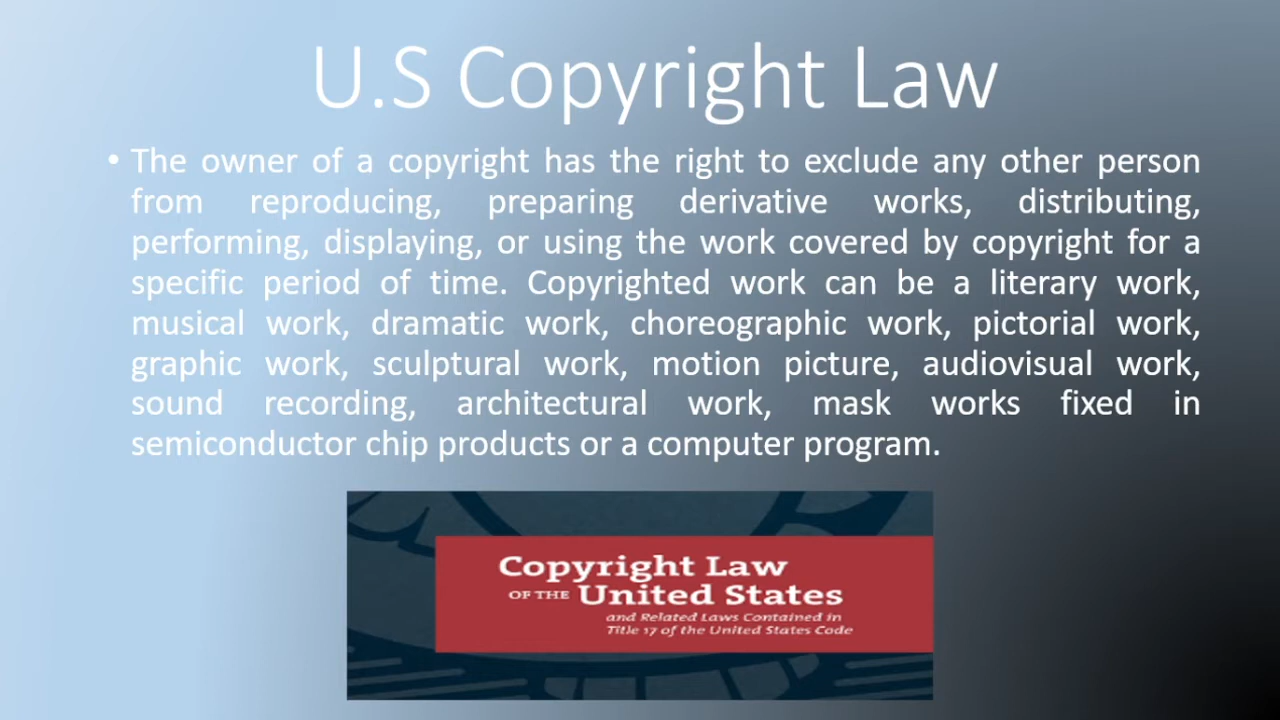 U.S Copyright Law
• The owner of a copyright has the right to exclude any other person
from reproducing, preparing derivative works, distributing,
performing, displaying, or using the work covered by copyright for a
specific period of time. Copyrighted work can be a literary work,
musical work, dramatic work, choreographic work, pictorial work,
graphic work, sculptural work, motion picture, audiovisual work,
sound recording, architectural work, mask works fixed in
semiconductor chip products or a computer program.
Copyright Law
OF THE United States
and Related Laws Contained in
Title 17 of the United States Code